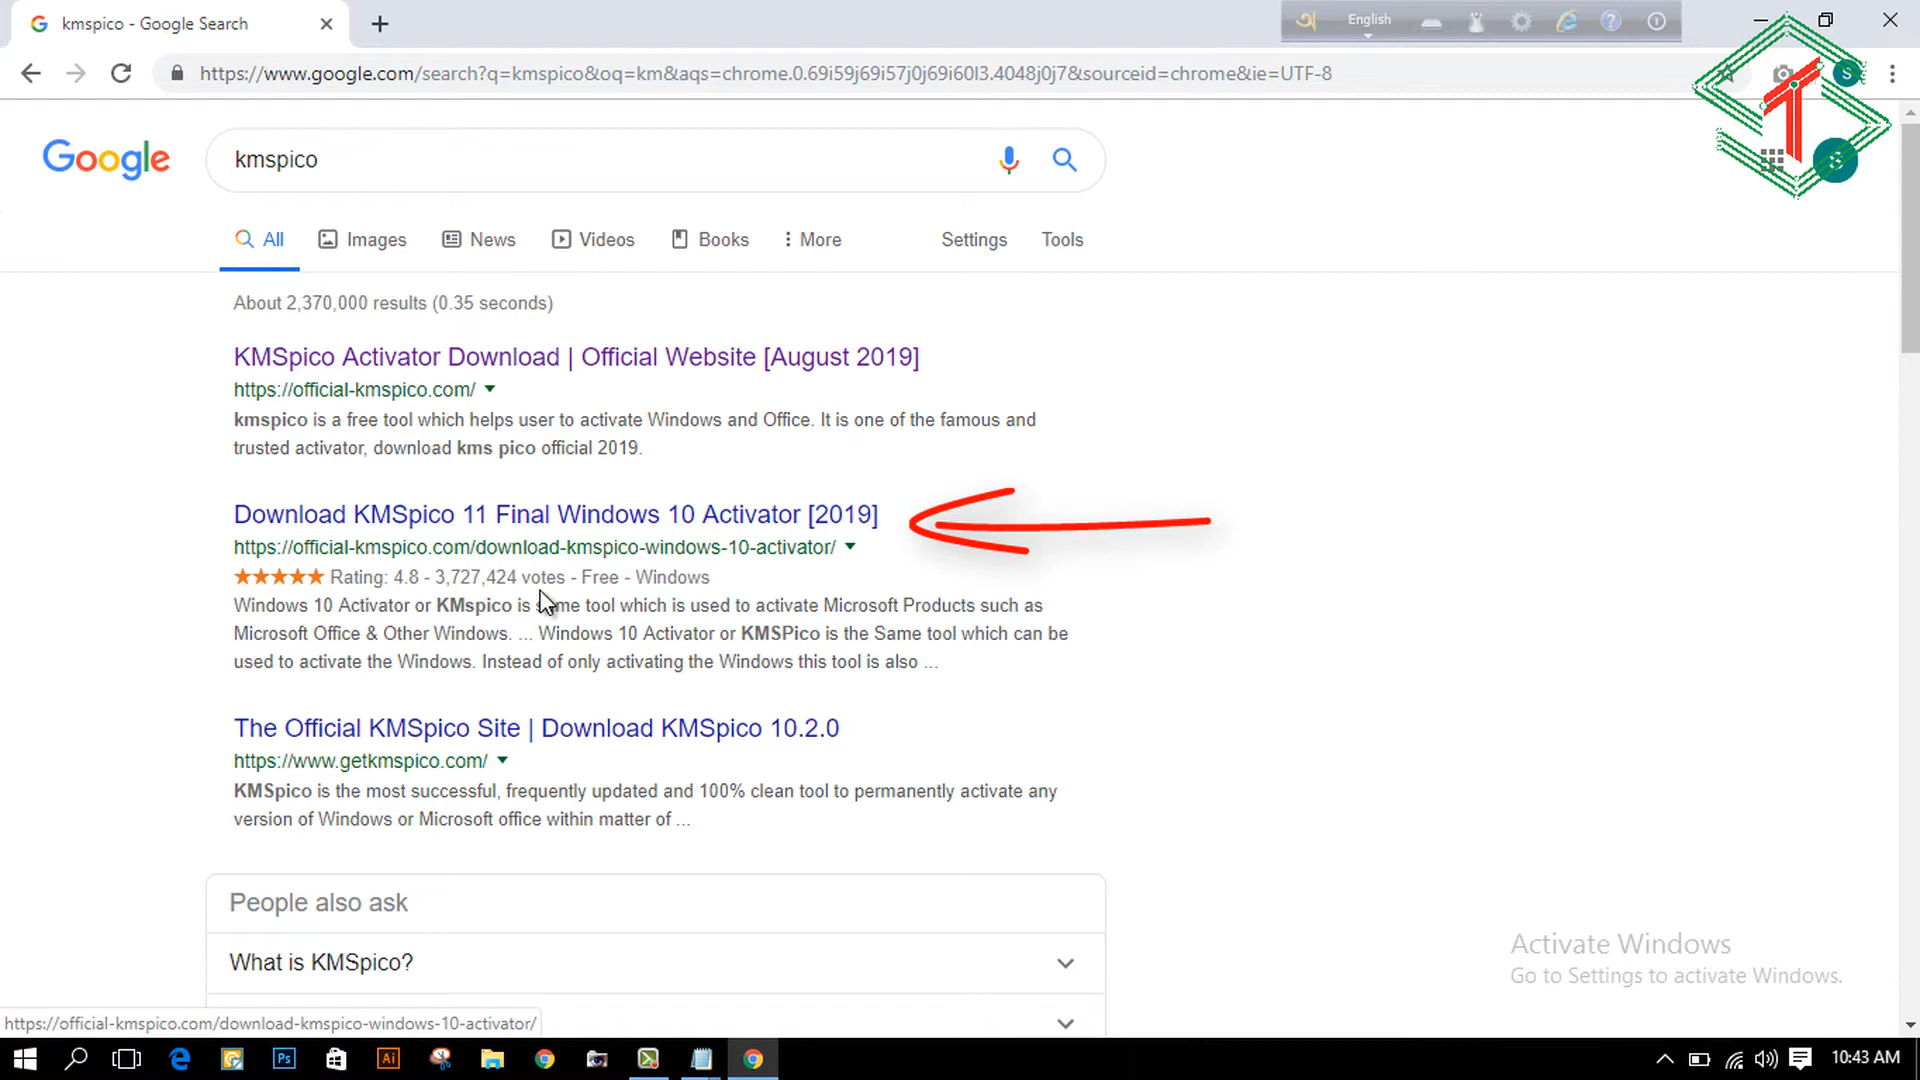 kmspico - Google Search
English
https://www.google.com/search?q=kmspico&oq=km&aqs=chrome.0.69i59j69i57j0j69i60l3.4048j0j7&sourceid=chrome&ie=UTF-8
S
Google
kmspico
S
All Images News Videos Books More Settings Tools
About 2,370,000 results (0.35 seconds)
KMSpico Activator Download | Official Website [August 2019]
https://official-kmspico.com/
kmspico is a free tool which helps user to activate Windows and Office. It is one of the famous and
trusted activator, download kms pico official 2019.
Download KMSpico 11 Final Windows 10 Activator [2019]
https://official-kmspico.com/download-kmspico-windows-10-activator/
Rating: 4.8 - 3,727,424 votes - Free - Windows
Windows 10 Activator or KMspico is same tool which is used to activate Microsoft Products such as
Microsoft Office & Other Windows. ... Windows 10 Activator or KMSPico is the Same tool which can be
used to activate the Windows. Instead of only activating the Windows this tool is also ...
The Official KMSpico Site | Download KMSpico 10.2.0
https://www.getkmspico.com/
KMSpico is the most successful, frequently updated and 100% clean tool to permanently activate any
version of Windows or Microsoft office within matter of ...
People also ask
What is KMSpico?
Activate Windows
Go to Settings to activate Windows.
https://official-kmspico.com/download-kmspico-windows-10-activator/
Ps
Ai
10:43 AM